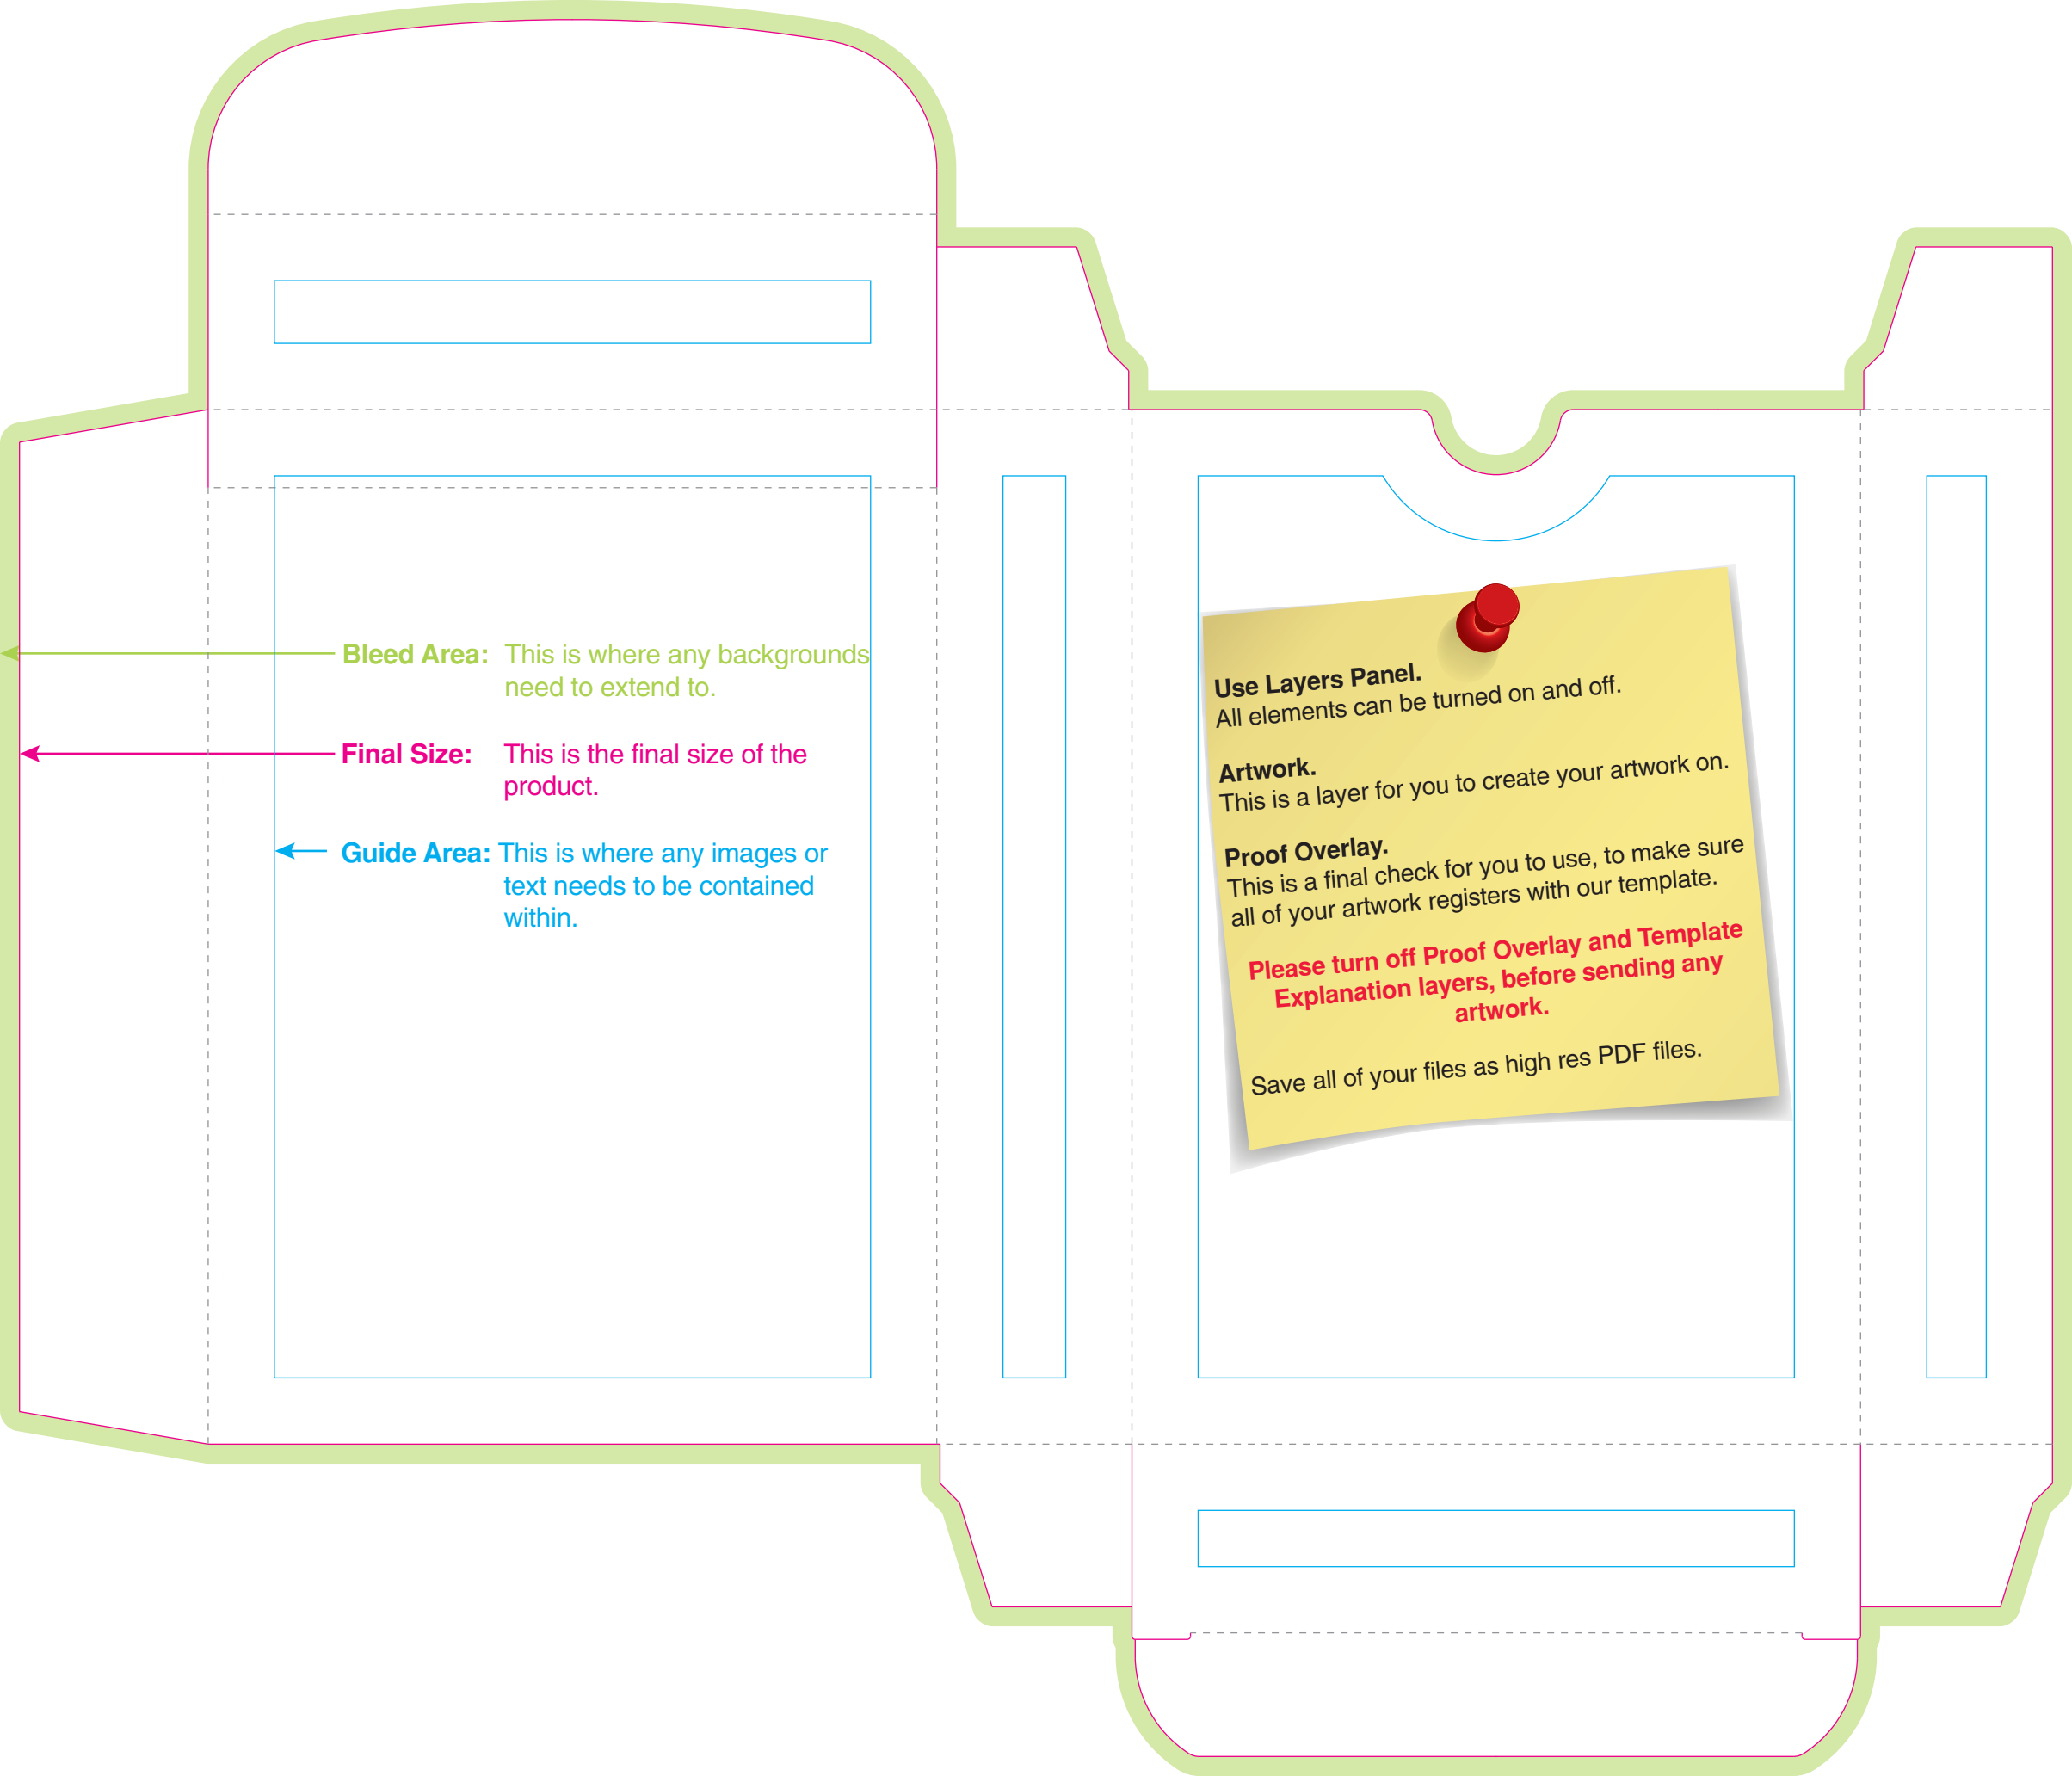 Bleed Area: This is where any backgrounds
need to extend to.
Final Size: This is the final size of the
product.
Guide Area: This is where any images or
text needs to be contained
within.
Use Layers Panel.
All elements can be turned on and off.
Artwork.
This is a layer for you to create your artwork on.
Proof Overlay.
This is a final check for you to use, to make sure
all of your artwork registers with our template.
Please turn off Proof Overlay and Template
Explanation layers, before sending any
artwork.
Save all of your files as high res PDF files.